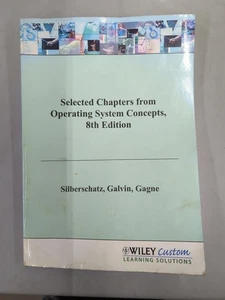 Selected Chapters from
Operating System Concepts,
8th Edition
Silberschatz, Galvin, Gagne
WILEY Custom
LEARNING SOLUTIONS